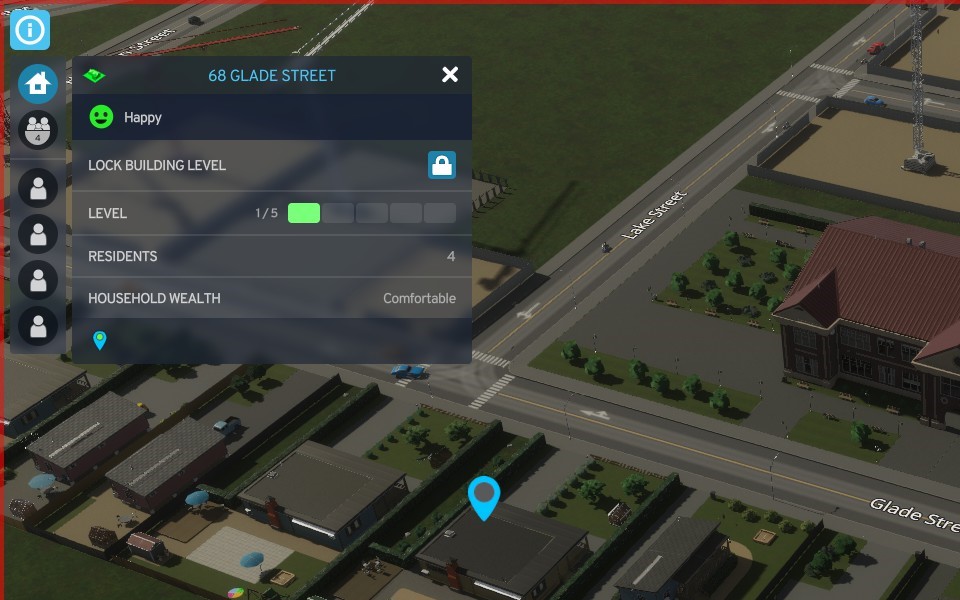 68 GLADE STREET
4
Happy
LOCK BUILDING LEVEL
LEVEL 1/5
RESIDENTS 4
HOUSEHOLD WEALTH Comfortable
Street
Lake Street
Glade Stre